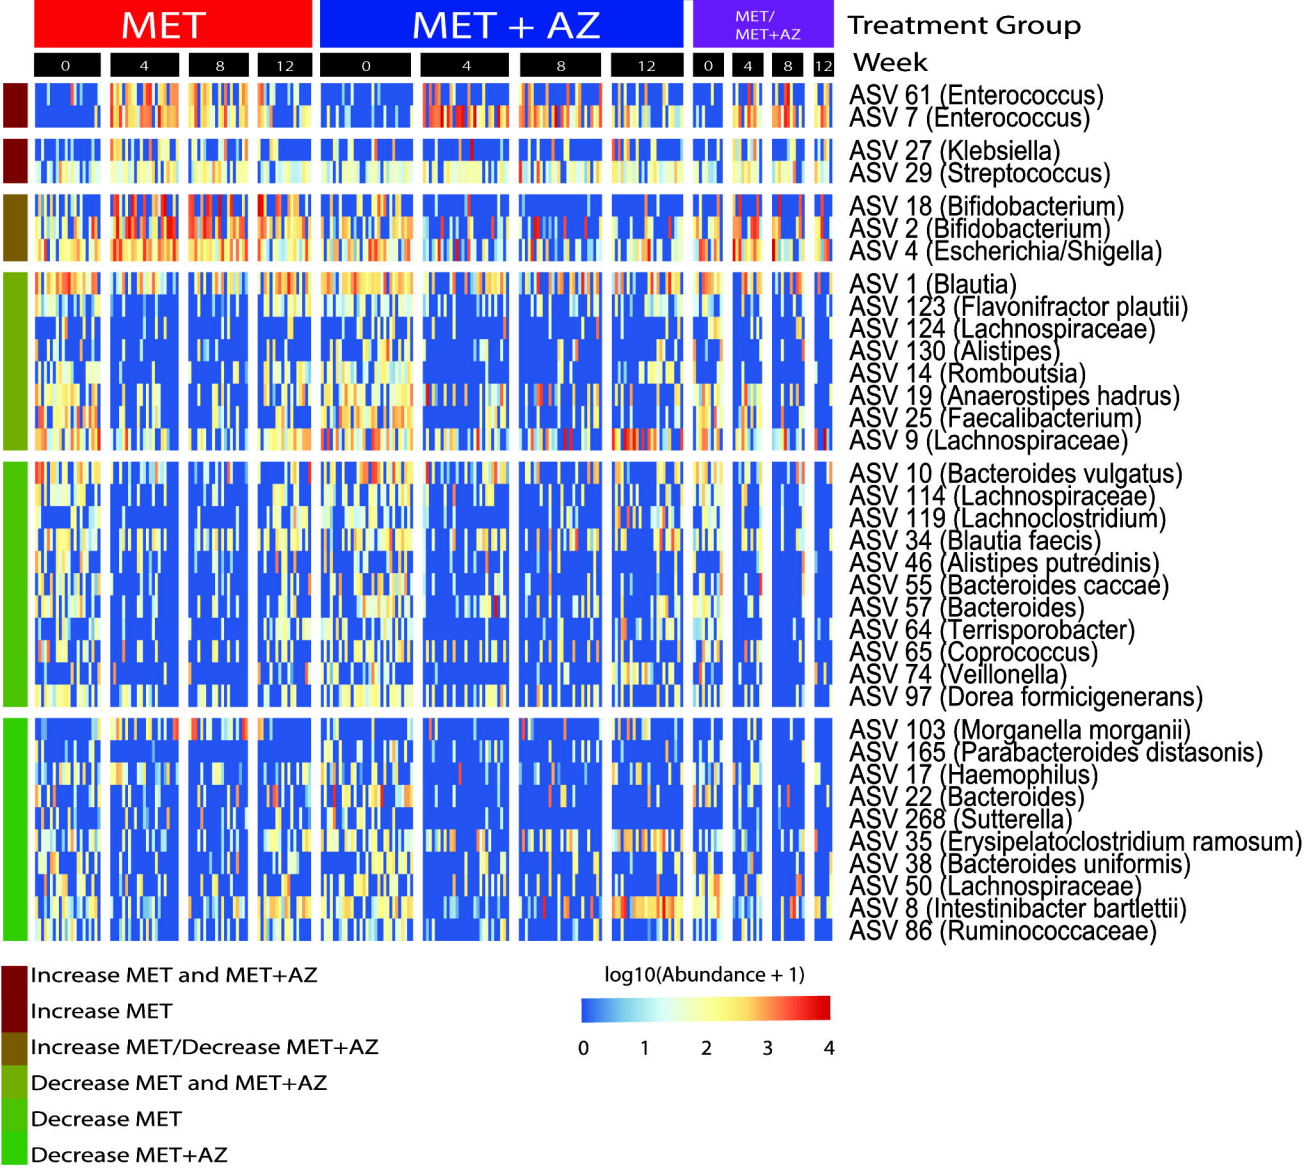 MET
MET + AZ
MET/
MET+AZ
Treatment Group
0 4 8 12 0 4 8 12 0 4 8 12
Week
ASV 61 (Enterococcus)
ASV 7 (Enterococcus)
ASV 27 (Klebsiella)
ASV 29 (Streptococcus)
ASV 18 (Bifidobacterium)
ASV 2 (Bifidobacterium)
ASV 4 (Escherichia/Shigella)
ASV 1 (Blautia)
ASV 123 (Flavonifractor plautii)
ASV 124 (Lachnospiraceae)
ASV 130 (Alistipes)
ASV 14 (Romboutsia)
ASV 19 (Anaerostipes hadrus)
ASV 25 (Faecalibacterium)
ASV 9 (Lachnospiraceae)
ASV 10 (Bacteroides vulgatus)
ASV 114 (Lachnospiraceae)
ASV 119 (Lachnoclostridium)
ASV 34 (Blautia faecis)
ASV 46 (Alistipes putredinis)
ASV 55 (Bacteroides caccae)
ASV 57 (Bacteroides)
ASV 64 (Terrisporobacter)
ASV 65 (Coprococcus)
ASV 74 (Veillonella)
ASV 97 (Dorea formicigenerans)
ASV 103 (Morganella morganii)
ASV 165 (Parabacteroides distasonis)
ASV 17 (Haemophilus)
ASV 22 (Bacteroides)
ASV 268 (Sutterella)
ASV 35 (Erysipelatoclostridium ramosum)
ASV 38 (Bacteroides uniformis)
ASV 50 (Lachnospiraceae)
ASV 8 (Intestinibacter bartlettii)
ASV 86 (Ruminococcaceae)
Increase MET and MET+AZ
Increase MET
Increase MET/Decrease MET+AZ
Decrease MET and MET+AZ
Decrease MET
Decrease MET+AZ
log10(Abundance + 1)
0 1 2 3 4